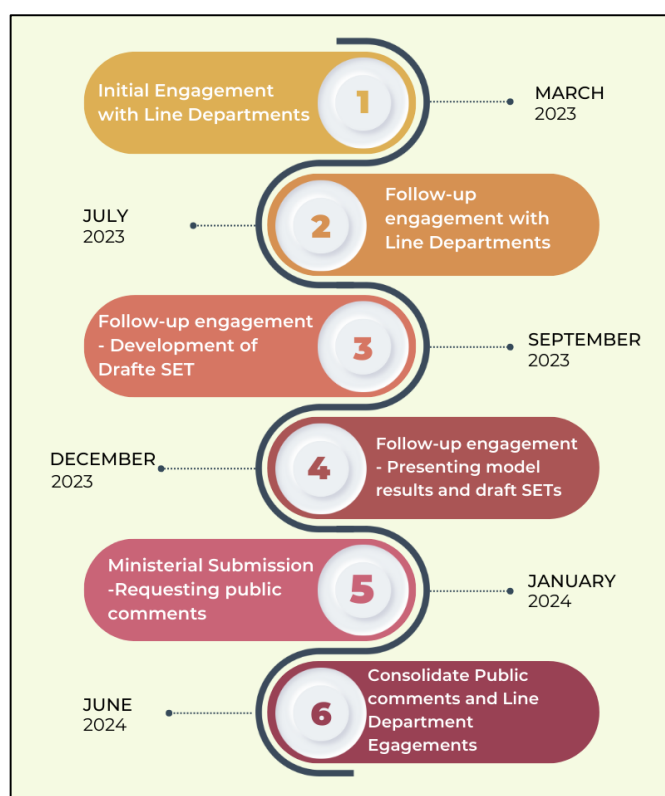 Initial Engagement
with Line Departments
1
MARCH
2023
JULY
2023
2
Follow-up
engagement with
Line Departments
Follow-up engagement
- Development of
Drafte SET
3
SEPTEMBER
2023
DECEMBER
2023
4
Follow-up engagement
- Presenting model
results and draft SETs
Ministerial Submission
-Requesting public
comments
5
JANUARY
2024
JUNE
2024
6
Consolidate Public
comments and Line
Department
Egagements